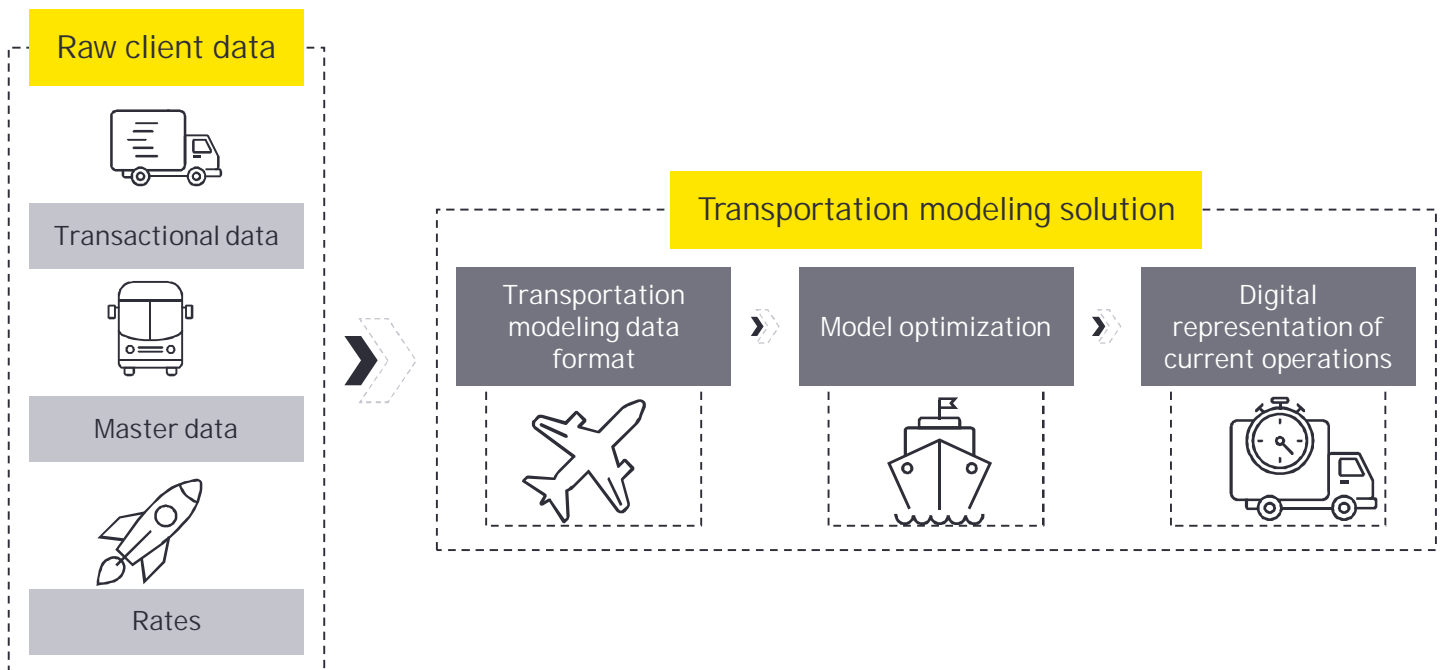 Raw client data
Transactional data
Master data
Rates
Transportation modeling solution
Transportation
modeling data
format
Model optimization
Digital
representation of
current operations